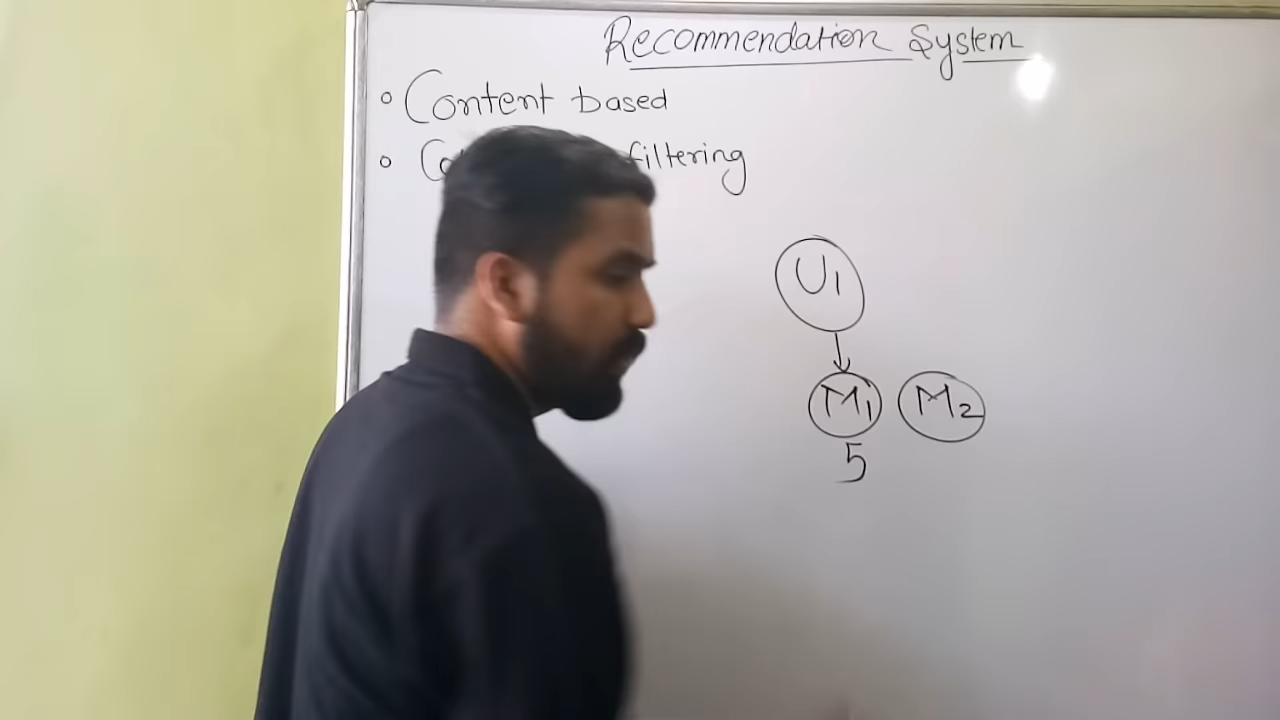 Recommendation System
Content based
filtering
U1
M1 M2
5